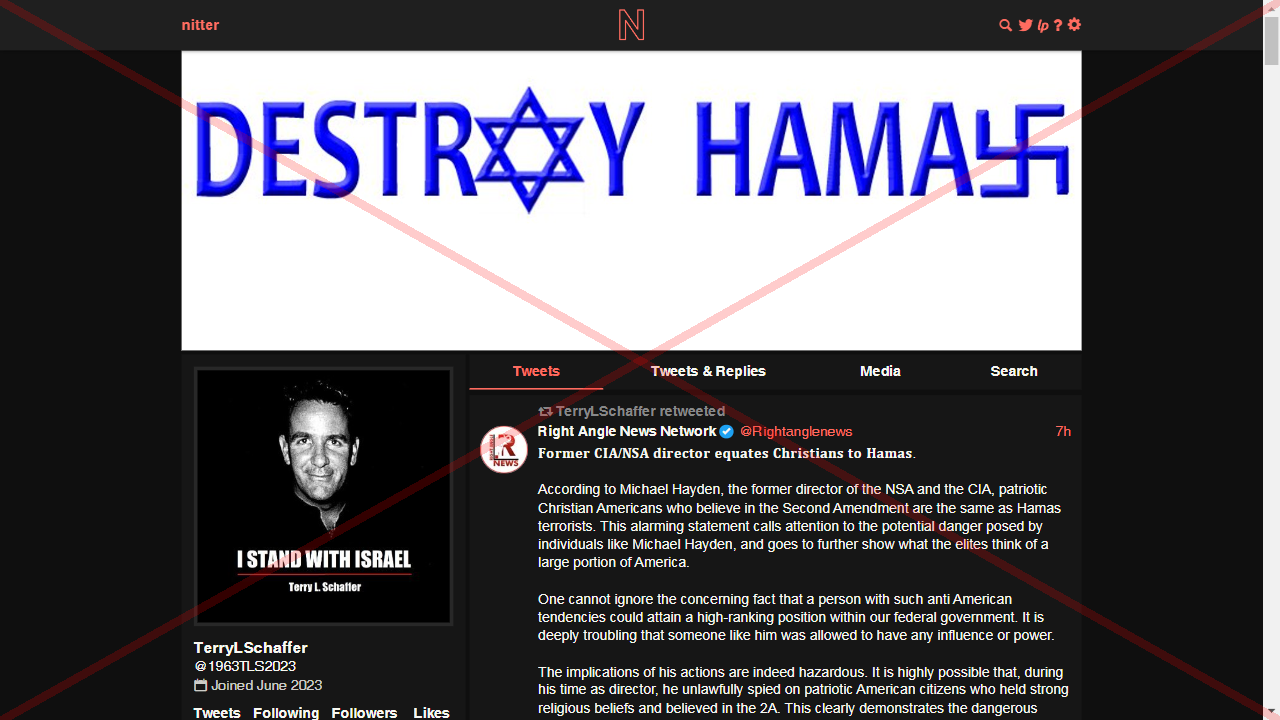 nitter
N
lp ?
DESTR✡Y HAMA卐
Tweets
Tweets & Replies
Media
Search
TerryLSchaffer retweeted
Right Angle News Network @Rightanglenews 7h
R
NEWS
Former CIA/NSA director equates Christians to Hamas.
According to Michael Hayden, the former director of the NSA and the CIA, patriotic
Christian Americans who believe in the Second Amendment are the same as Hamas
terrorists. This alarming statement calls attention to the potential danger posed by
individuals like Michael Hayden, and goes to further show what the elites think of a
large portion of America.
One cannot ignore the concerning fact that a person with such anti American
tendencies could attain a high-ranking position within our federal government. It is
deeply troubling that someone like him was allowed to have any influence or power.
The implications of his actions are indeed hazardous. It is highly possible that, during
his time as director, he unlawfully spied on patriotic American citizens who held strong
religious beliefs and believed in the 2A. This clearly demonstrates the dangerous
I STAND WITH ISRAEL
Terry L. Schaffer
TerryLSchaffer
@1963TLS2023
Joined June 2023
Tweets Following Followers Likes